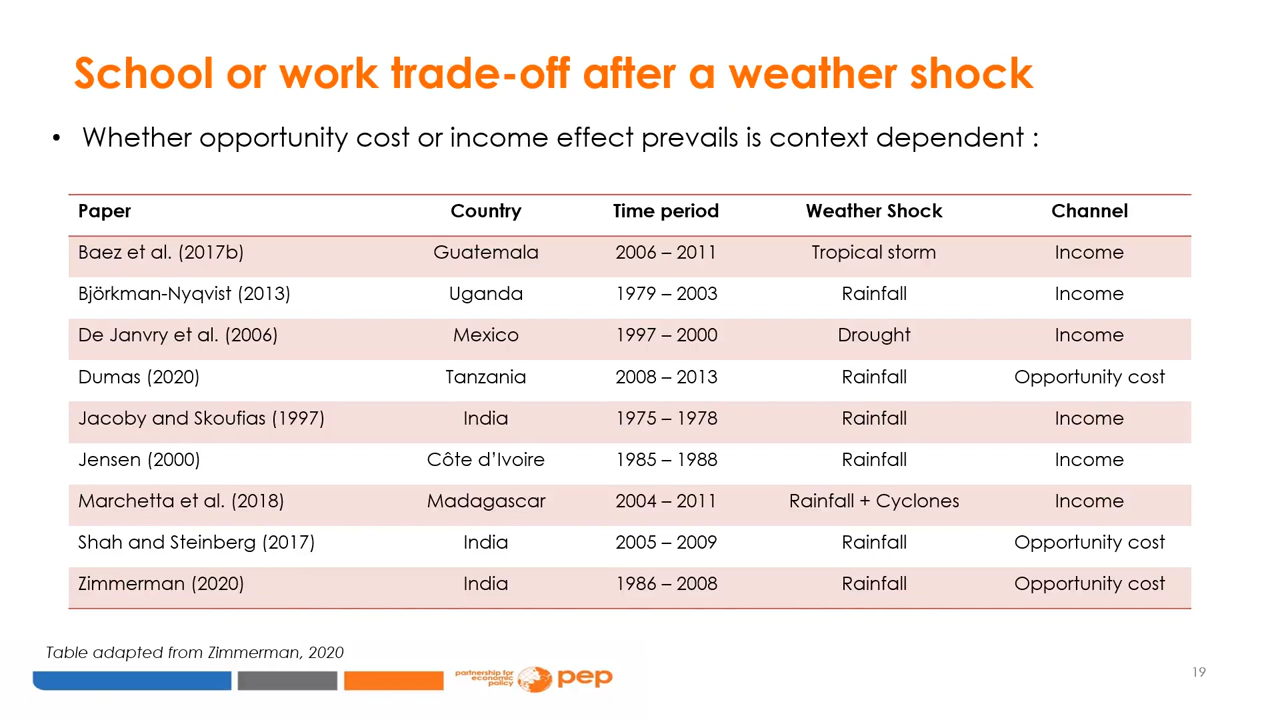 School or work trade-off after a weather shock
• Whether opportunity cost or income effect prevails is context dependent :
Paper Country Time period Weather Shock Channel
Baez et al. (2017b) Guatemala 2006 – 2011 Tropical storm Income
Björkman-Nyqvist (2013) Uganda 1979 – 2003 Rainfall Income
De Janvry et al. (2006) Mexico 1997 – 2000 Drought Income
Dumas (2020) Tanzania 2008 – 2013 Rainfall Opportunity cost
Jacoby and Skoufias (1997) India 1975 – 1978 Rainfall Income
Jensen (2000) Côte d’Ivoire 1985 – 1988 Rainfall Income
Marchetta et al. (2018) Madagascar 2004 – 2011 Rainfall + Cyclones Income
Shah and Steinberg (2017) India 2005 – 2009 Rainfall Opportunity cost
Zimmerman (2020) India 1986 – 2008 Rainfall Opportunity cost
Table adapted from Zimmerman, 2020
partnership for
economic
policy
pep
19